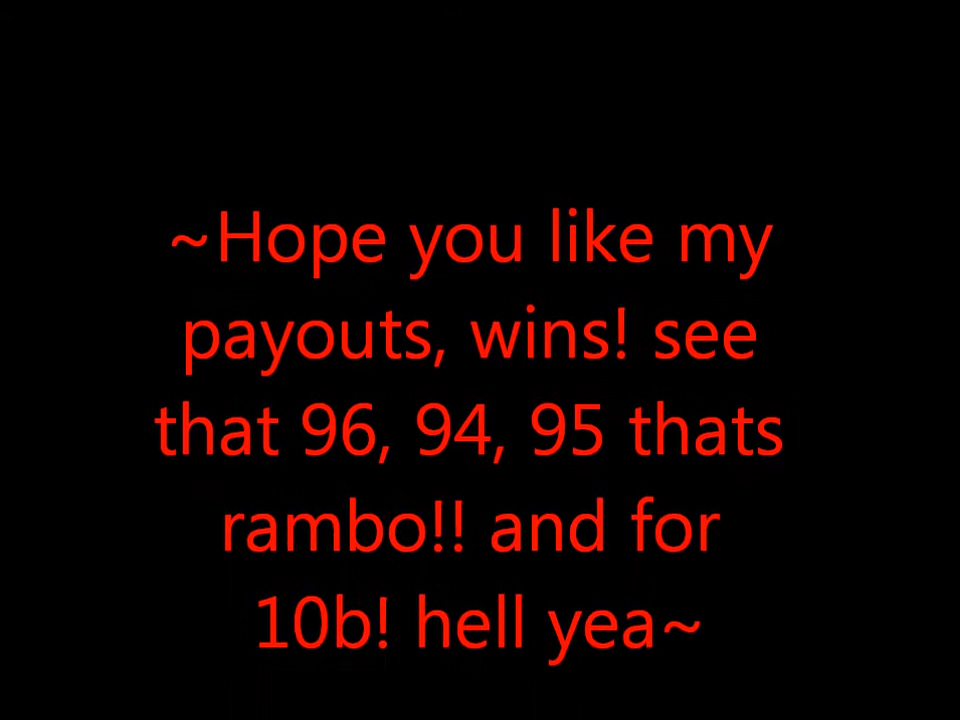 ~Hope you like my
payouts, wins! see
that 96, 94, 95 thats
rambo!! and for
10b! hell yea~